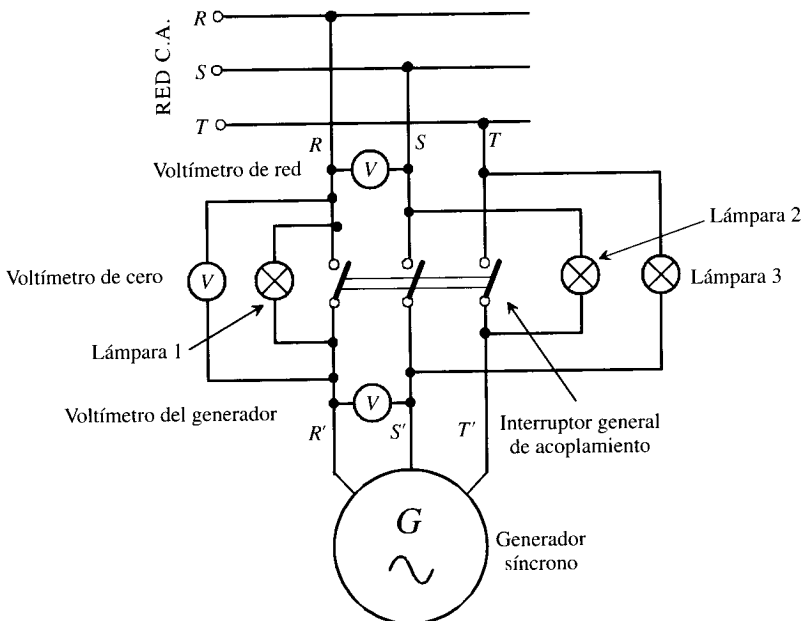 RED C.A.
R
S
T
R
S
T
Voltímetro de red
V
Lámpara 2
Voltímetro de cero
V
Lámpara 3
Lámpara 1
Voltímetro del generador
V
R'
S'
T'
Interruptor general
de acoplamiento
G
Generador
síncrono